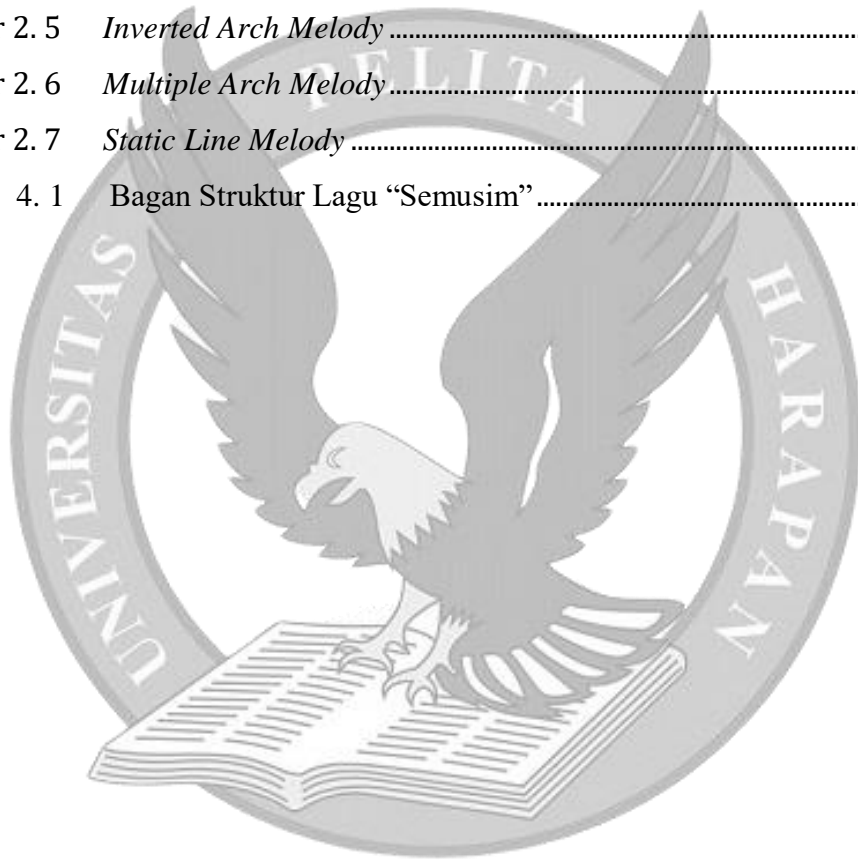 r 2. 5 Inverted Arch Melody ........................................................................
r 2. 6 Multiple Arch Melody ........................................................................
r 2. 7 Static Line Melody ........................................................................
4. 1 Bagan Struktur Lagu “Semusim” ........................................................................
UNIVERSITAS PELITA HARAPAN